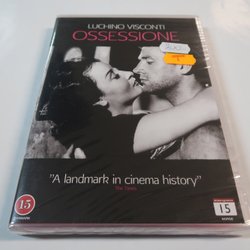 LUCHINO VISCONTI
OSSESSIONE
"A landmark in cinema history"
The Times
15
15